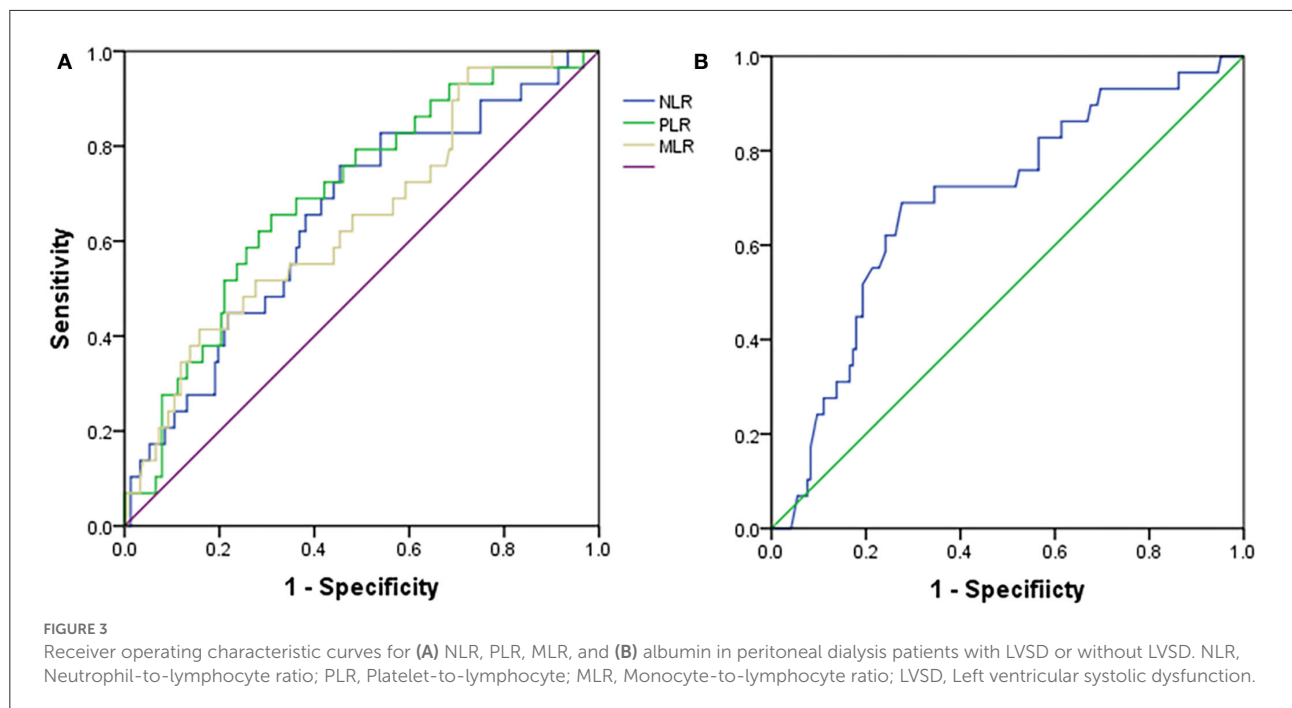 A
1.0
0.8
0.6
0.4
0.2
0.0
Sensitivity
0.0 0.2 0.4 0.6 0.8 1.0
1 - Specificity
NLR
PLR
MLR
B
1.0
0.8
0.6
0.4
0.2
0.0
0.0 0.2 0.4 0.6 0.8 1.0
1 - Specifiicty
FIGURE 3
Receiver operating characteristic curves for (A) NLR, PLR, MLR, and (B) albumin in peritoneal dialysis patients with LVSD or without LVSD. NLR,
Neutrophil-to-lymphocyte ratio; PLR, Platelet-to-lymphocyte; MLR, Monocyte-to-lymphocyte ratio; LVSD, Left ventricular systolic dysfunction.